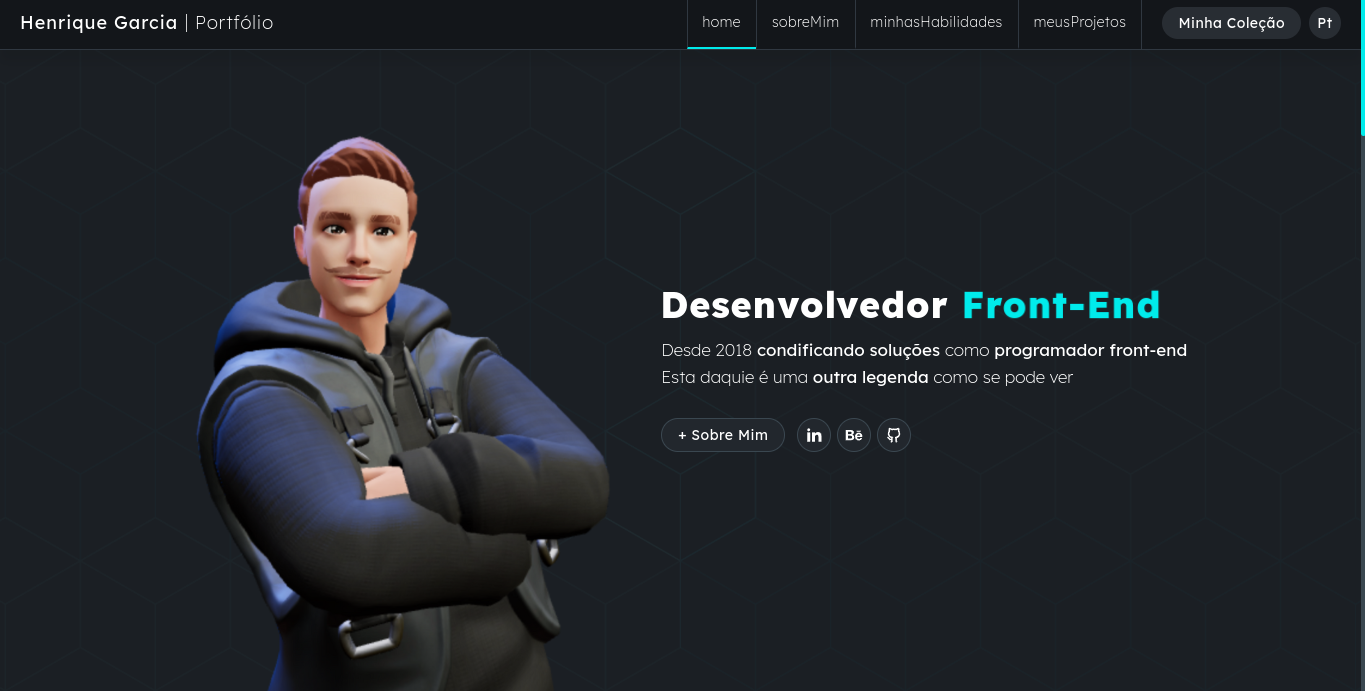 Henrique Garcia | Portfólio
home
sobreMim
minhasHabilidades
meusProjetos
Minha Coleção
Pt
Desenvolvedor Front-End
Desde 2018 condificando soluções como programador front-end
Esta daquie é uma outra legenda como se pode ver
+ Sobre Mim
in
Bē